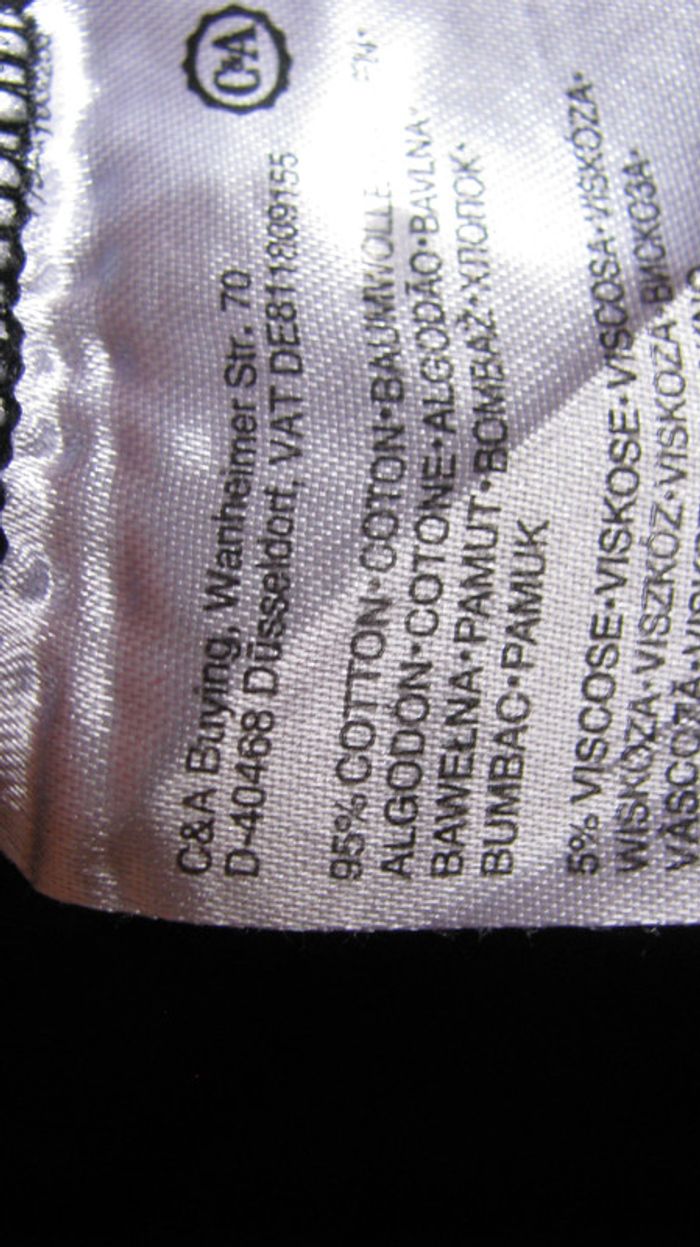 C&A
C&A Buying, Wanheimer Str. 70
D-40468 Düsseldorf, VAT DE811809155
95% COTTON•COTON•BAUMWOLLE
ALGODÓN•COTONE•ALGODÃO•BAVLNA•
BAWEŁNA•PAMUT•BOMBAŽ•ХЛОПОК•
BUMBAC•PAMUK
5% VISCOSE•VISKOSE•VISCOSA•VISKÓZA•
WISKOZA•VISZKÓZ•VISKOZA•ВИСКОЗА•